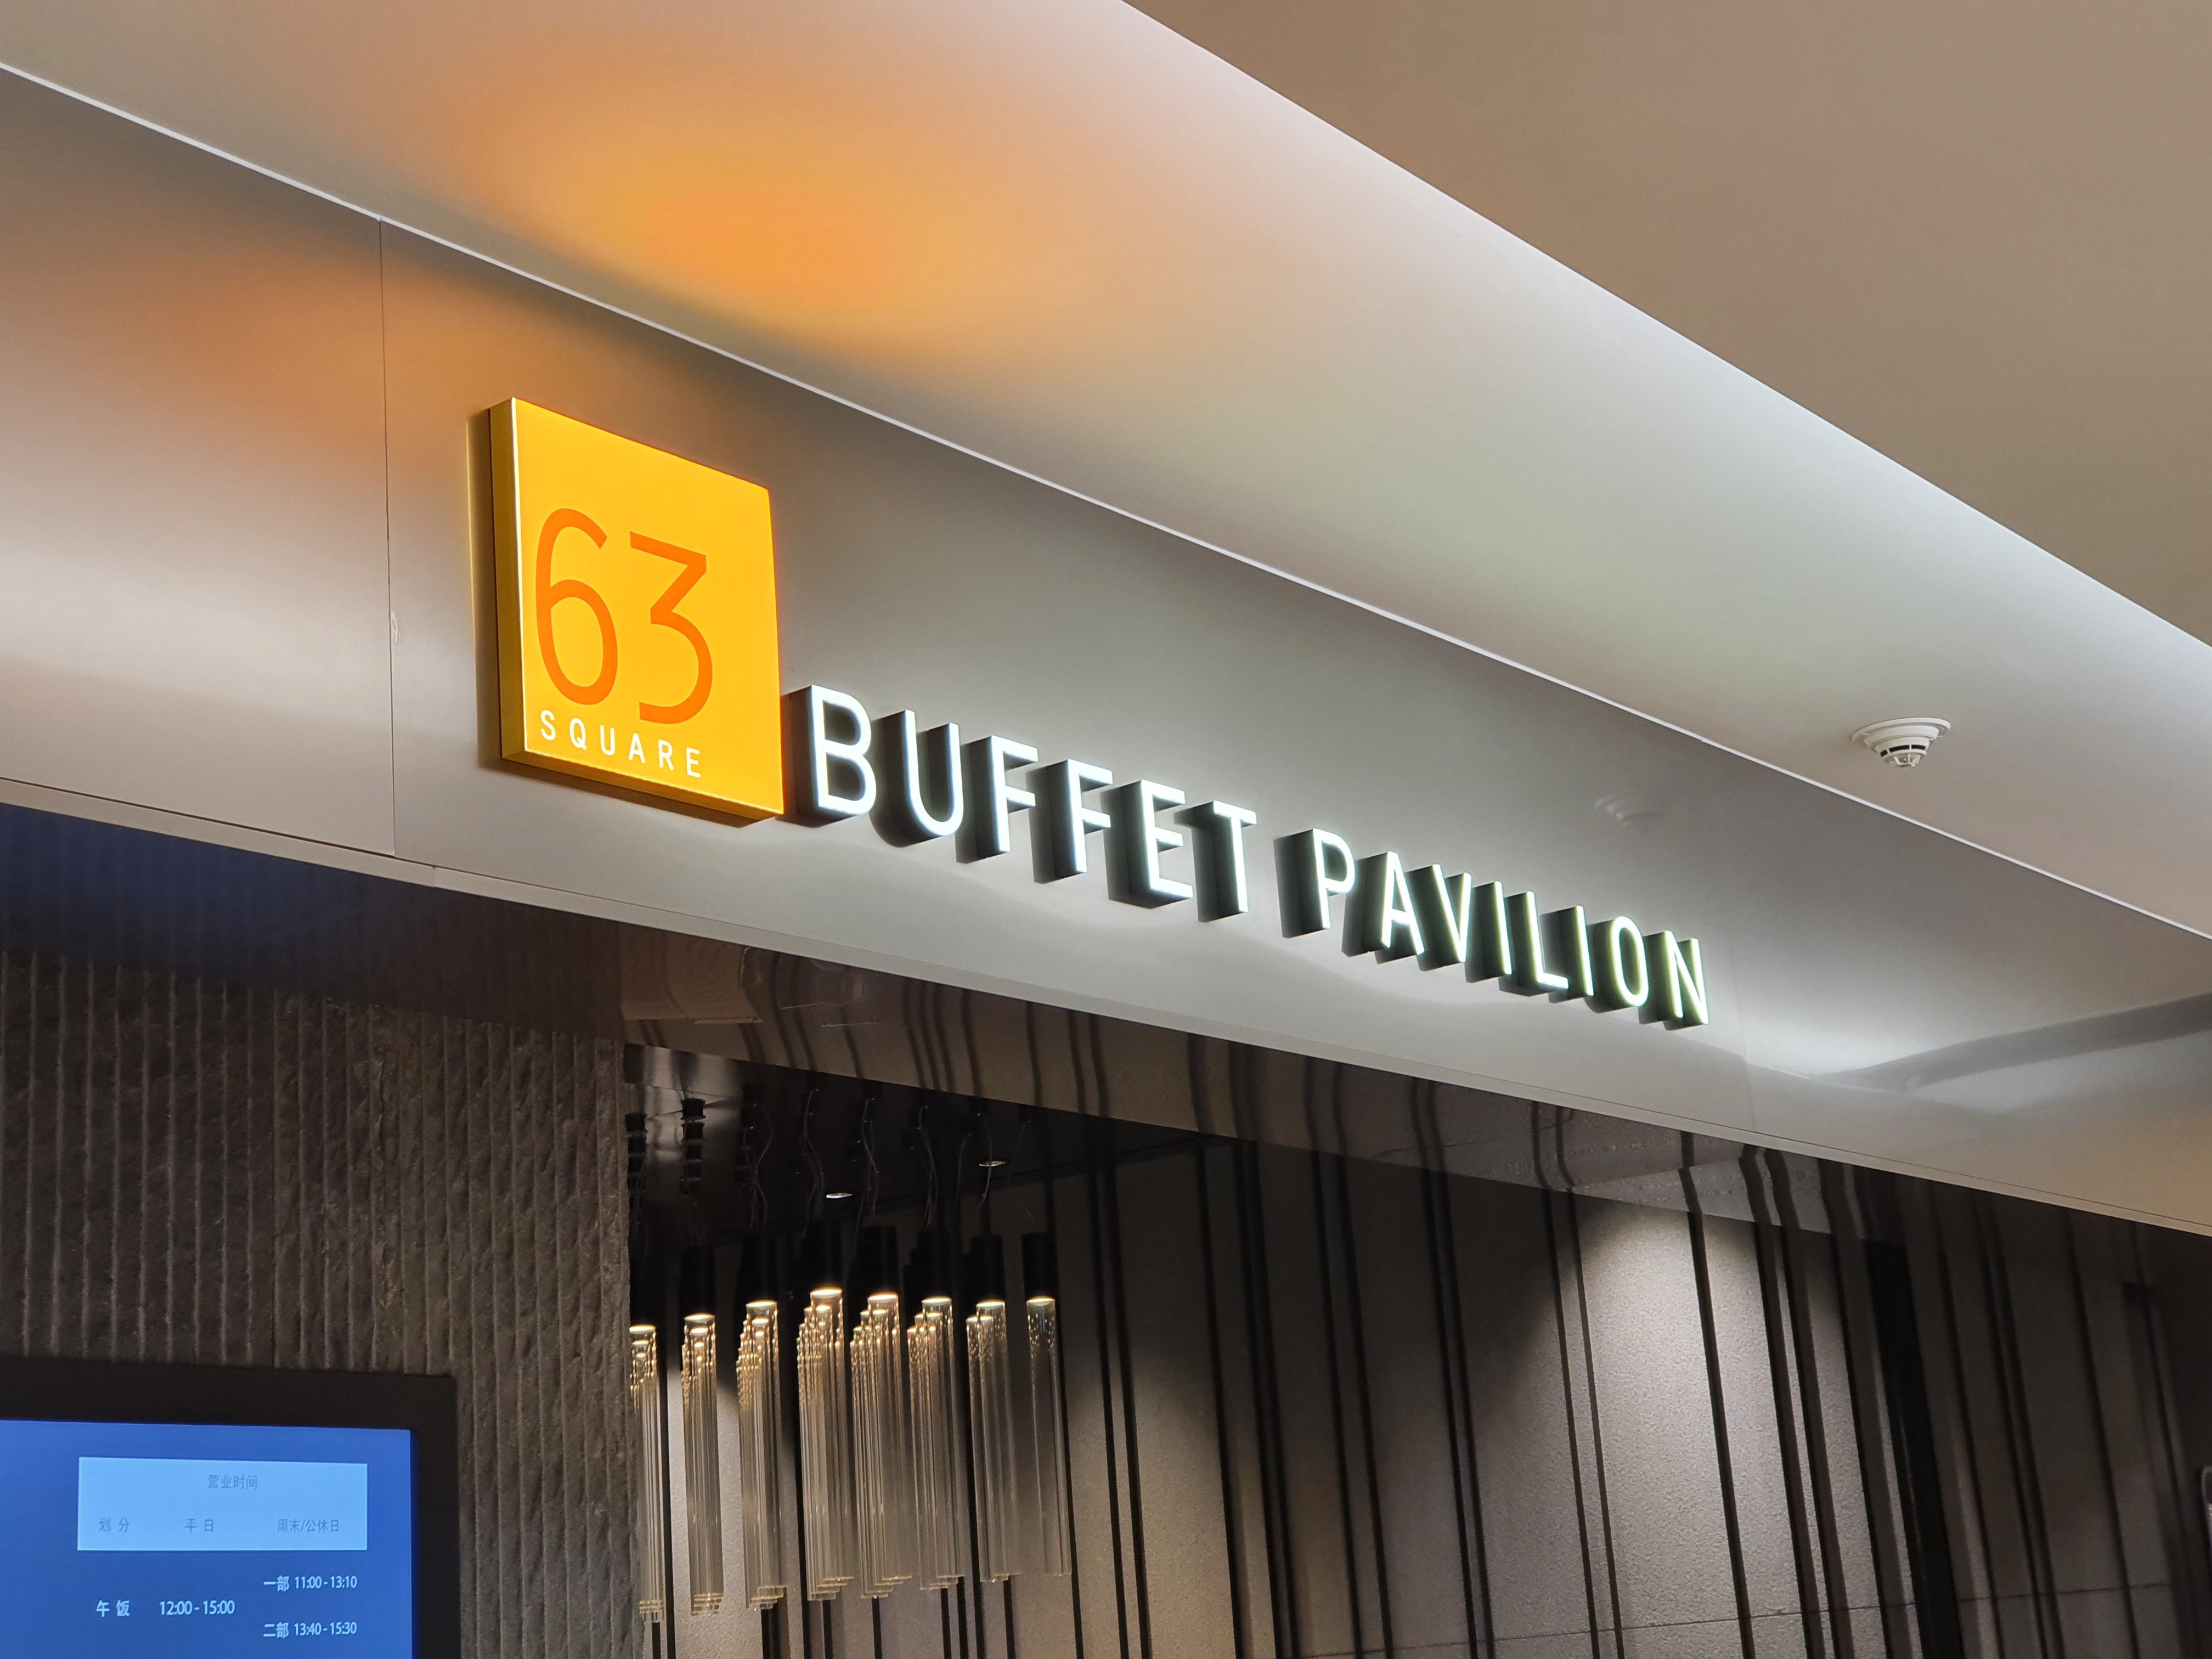 63
SQUARE
BUFFET PAVILION
营业时间
划 分 平 日 周末/公休日
一部 11:00 - 13:10
午 饭 12:00 - 15:00
二部 13:40 - 15:30